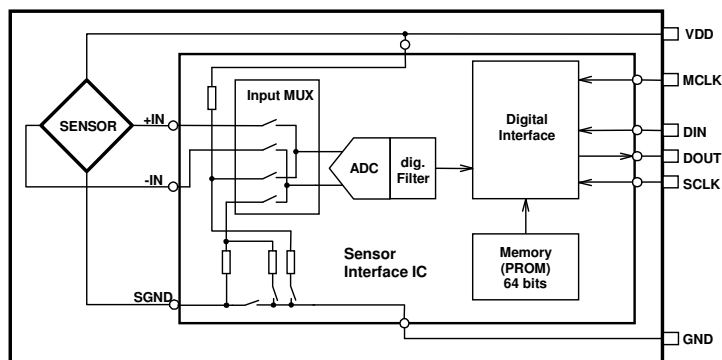 VDD
MCLK
Input MUX
+IN
SENSOR
Digital
Interface
DIN
DOUT
ADC
dig.
Filter
-IN
SCLK
Sensor
Interface IC
Memory
(PROM)
64 bits
SGND
GND